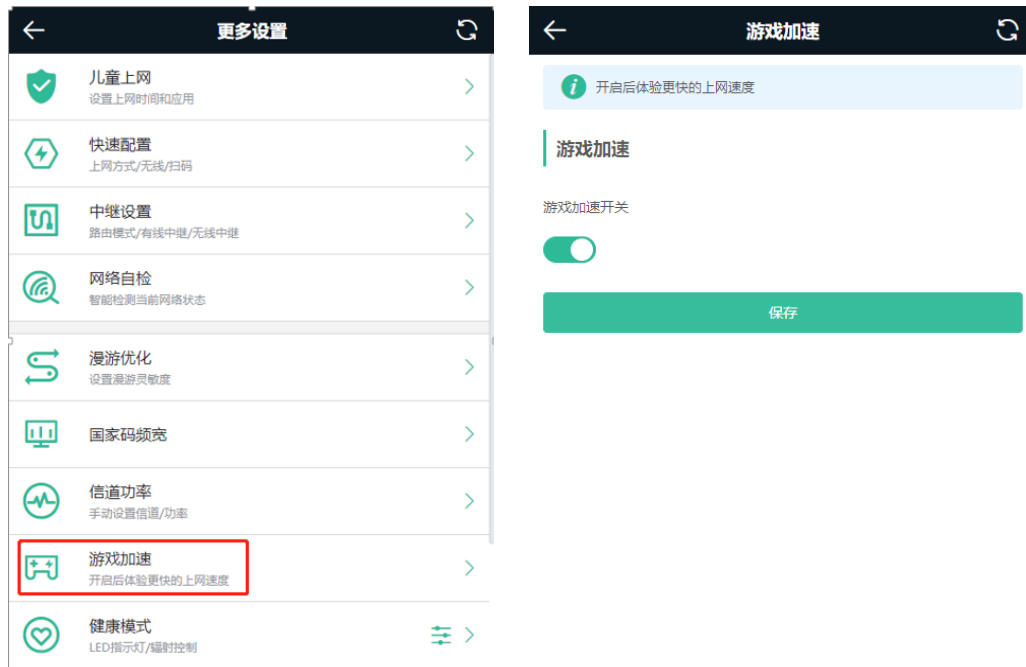 更多设置
儿童上网
设置上网时间和应用
快速配置
上网方式/无线/扫码
中继设置
路由模式/有线中继/无线中继
网络自检
智能检测当前网络状态
漫游优化
设置漫游灵敏度
国家码频宽
信道功率
手动设置信道/功率
游戏加速
开启后体验更快的上网速度
健康模式
LED指示灯/辐射控制
游戏加速
开启后体验更快的上网速度
游戏加速
游戏加速开关
保存